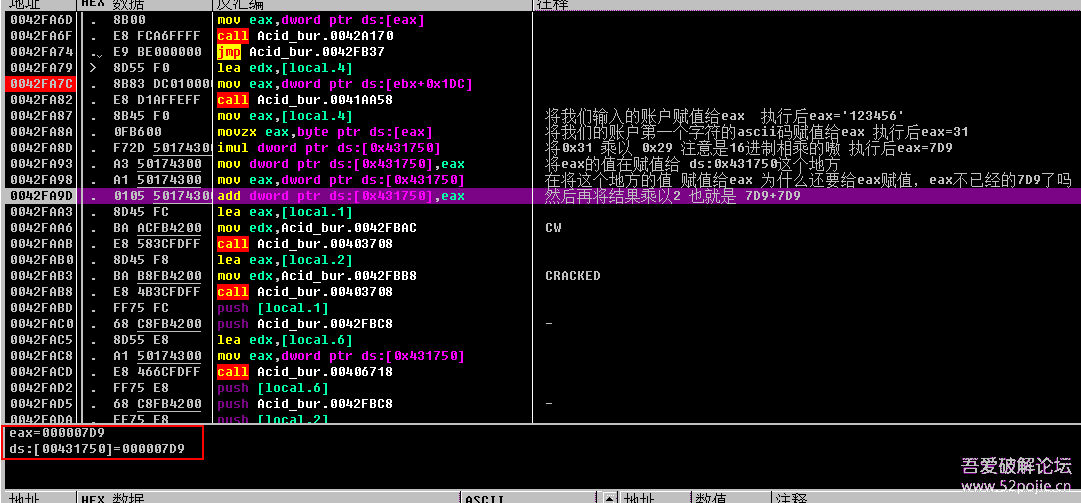 地址 HEX 数据 反汇编 注释
0042FA6D . 8B00 mov eax,dword ptr ds:[eax]
0042FA6F . E8 FCA6FFFF call Acid_bur.0042A170
0042FA74 . E9 BE000000 jmp Acid_bur.0042FB37
0042FA79 > 8D55 F0 lea edx,[local.4]
0042FA7C . 8B83 DC010000 mov eax,dword ptr ds:[ebx+0x1DC]
0042FA82 . E8 D1AFFEFF call Acid_bur.0041AA58
0042FA87 . 8B45 F0 mov eax,[local.4] 将我们输入的账户赋值给eax 执行后eax='123456'
0042FA8A . 0FB600 movzx eax,byte ptr ds:[eax] 将我们的账户第一个字符的ascii码赋值给eax 执行后eax=31
0042FA8D . F72D 50174300 imul dword ptr ds:[0x431750] 将0x31 乘以 0x29 注意是16进制相乘的嗷 执行后eax=7D9
0042FA93 . A3 50174300 mov dword ptr ds:[0x431750],eax 将eax的值在赋值给 ds:0x431750这个地方
0042FA98 . A1 50174300 mov eax,dword ptr ds:[0x431750] 在将这个地方的值 赋值给eax 为什么还要给eax赋值，eax不已经的7D9了吗
0042FA9D . 0105 50174300 add dword ptr ds:[0x431750],eax 然后再将结果乘以2 也就是 7D9+7D9
0042FAA3 . 8D45 FC lea eax,[local.1]
0042FAA6 . BA ACFB4200 mov edx,Acid_bur.0042FBAC CW
0042FAAB . E8 583CFDFF call Acid_bur.00403708
0042FAB0 . 8D45 F8 lea eax,[local.2]
0042FAB3 . BA B8FB4200 mov edx,Acid_bur.0042FBB8 CRACKED
0042FAB8 . E8 4B3CFDFF call Acid_bur.00403708
0042FABD . FF75 FC push [local.1]
0042FAC0 . 68 C8FB4200 push Acid_bur.0042FBC8 -
0042FAC5 . 8D55 E8 lea edx,[local.6]
0042FAC8 . A1 50174300 mov eax,dword ptr ds:[0x431750]
0042FACD . E8 466CFDFF call Acid_bur.00406718
0042FAD2 . FF75 E8 push [local.6]
0042FAD5 . 68 C8FB4200 push Acid_bur.0042FBC8 -
0042FADA . FF75 F8 push [local.2]
eax=000007D9
ds:[00431750]=000007D9
吾爱破解论坛
www.52pojie.cn
地址 HEX 数据 ASCII 地址 数值 注释